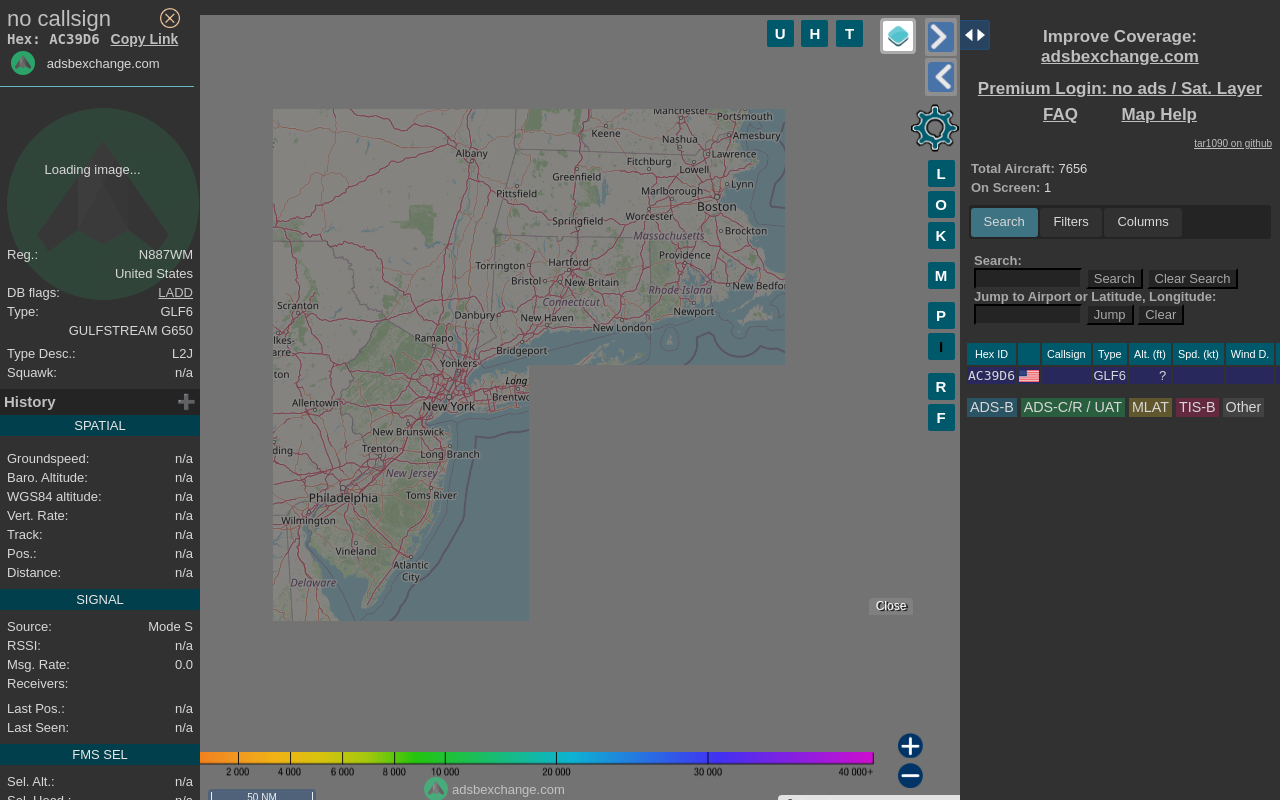 no callsign
Hex: AC39D6 Copy Link
adsbexchange.com
Loading image...
Reg.: N887WM
United States
DB flags: LADD
Type: GLF6
GULFSTREAM G650
Type Desc.: L2J
Squawk: n/a
History
SPATIAL
Groundspeed: n/a
Baro. Altitude: n/a
WGS84 altitude: n/a
Vert. Rate: n/a
Track: n/a
Pos.: n/a
Distance: n/a
SIGNAL
Source: Mode S
RSSI: n/a
Msg. Rate: 0.0
Receivers:
Last Pos.: n/a
Last Seen: n/a
FMS SEL
Sel. Alt.: n/a
Sel. Head.: n/a
U H T
L
O
K
M
P
I
R
F
Manchester
Portsmouth
Keene
Nashua
Amesbury
Albany
Fitchburg
Lawrence
Greenfield
Lowell
Pittsfield
Marlborough
Lynn
Worcester
Boston
Springfield
Massachusetts
Brockton
Torrington
Hartford
Providence
Bristol
New Britain
Rhode Island
New Bedfor
Scranton
Connecticut
Danbury
New Haven
New London
Newport
lkes-
arre
Ramapo
Bridgeport
Yonkers
ton
Long
Brentwo
Allentown
New York
New Brunswick
ding
Trenton
Long Branch
New Jersey
Philadelphia
Toms River
Wilmington
Vineland
Atlantic
City
Delaware
Close
2 000 4 000 6 000 8 000 10 000 20 000 30 000 40 000+
adsbexchange.com
50 NM
Improve Coverage:
adsbexchange.com
Premium Login: no ads / Sat. Layer
FAQ Map Help
tar1090 on github
Total Aircraft: 7656
On Screen: 1
Search Filters Columns
Search:
Search Clear Search
Jump to Airport or Latitude, Longitude:
Jump Clear
Hex ID Callsign Type Alt. (ft) Spd. (kt) Wind D.
AC39D6 GLF6 ?
ADS-B ADS-C/R / UAT MLAT TIS-B Other